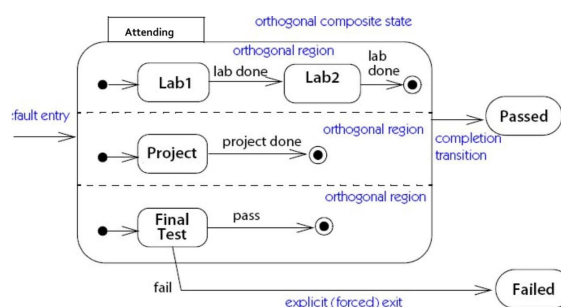 Attending
orthogonal composite state
orthogonal region
Lab1
lab done
Lab2
lab
done
efault entry
orthogonal region
Passed
Project
project done
completion
transition
orthogonal region
Final
Test
pass
fail
explicit (forced) exit
Failed